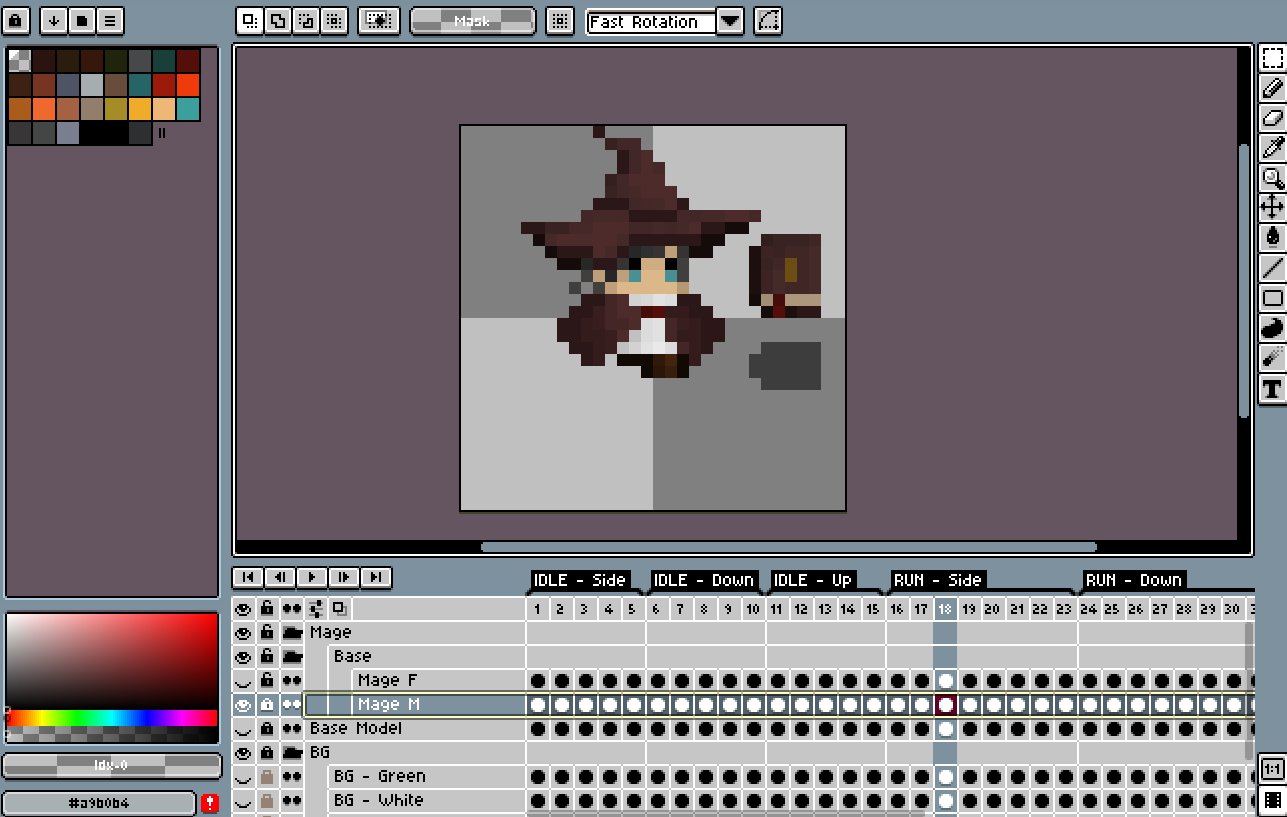 Mask
Fast Rotation
IDLE - Side
IDLE - Down
IDLE - Up
RUN - Side
RUN - Down
1 2 3 4 5 6 7 8 9 10 11 12 13 14 15 16 17 18 19 20 21 22 23 24 25 26 27 28 29 30
Mage
Base
Mage F
Mage M
Base Model
BG
BG - Green
BG - White
Idx-0
#a9b0b4
1:1
T